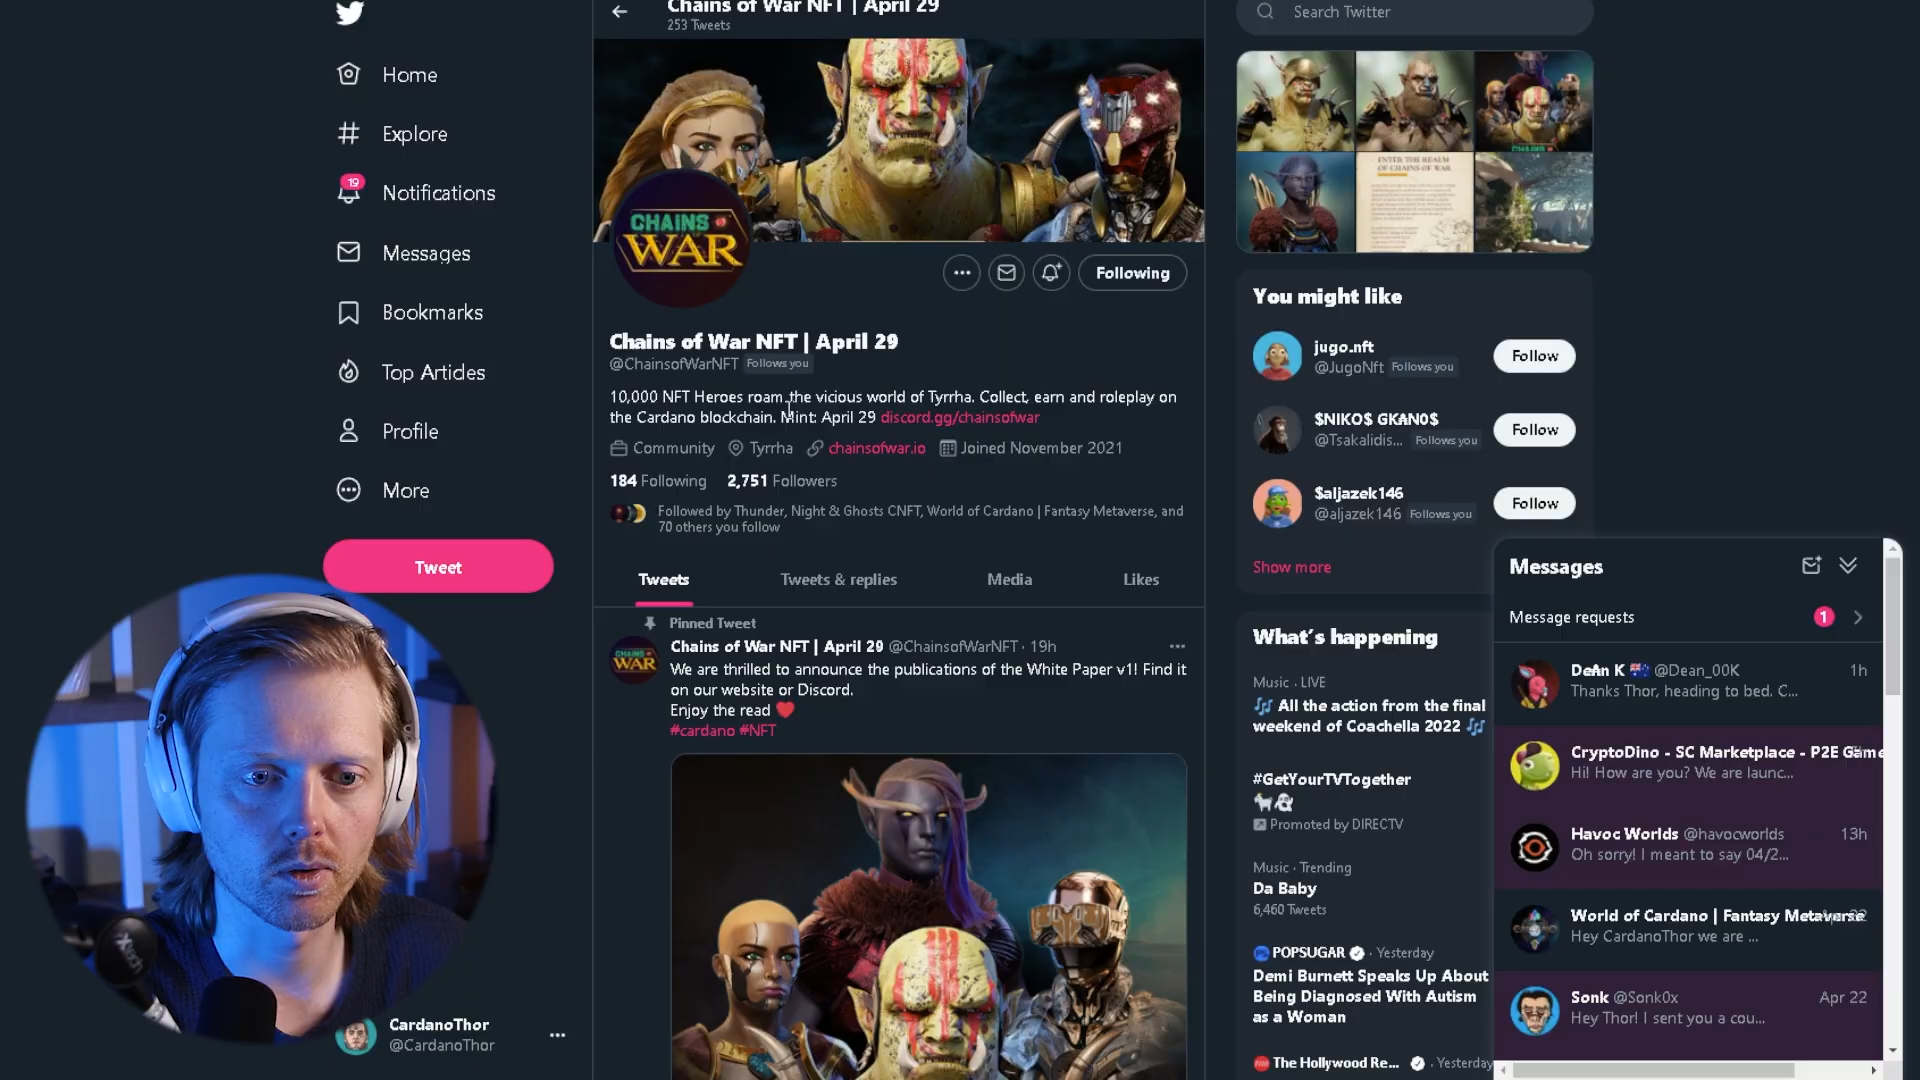 Home
Explore
19
Notifications
Messages
Bookmarks
Top Articles
Profile
More
Tweet
CardanoThor
@CardanoThor
Chains of War NFT | April 29
253 Tweets
CHAINS
WAR
Following
Chains of War NFT | April 29
@ChainsofWarNFT Follows you
10,000 NFT Heroes roam the vicious world of Tyrrha. Collect, earn and roleplay on
the Cardano blockchain. Mint: April 29 discord.gg/chainsofwar
Community Tyrrha chainsofwar.io Joined November 2021
184 Following 2,751 Followers
Followed by Thunder, Night & Ghosts CNFT, World of Cardano | Fantasy Metaverse, and
70 others you follow
Tweets Tweets & replies Media Likes
Pinned Tweet
Chains of War NFT | April 29 @ChainsofWarNFT · 19h
CHAINS
WAR
We are thrilled to announce the publications of the White Paper v1! Find it
on our website or Discord.
Enjoy the read ❤️
#cardano #NFT
Search Twitter
ENTER THE REALM
OF CHAINS OF WAR
You might like
jugo.nft
@JugoNft Follows you
Follow
$NIKO$ GKAN0$
@Tsakalidis... Follows you
Follow
$aljazek146
@aljazek146 Follows you
Follow
Show more
What's happening
Music · LIVE
🎶 All the action from the final
weekend of Coachella 2022 🎶
#GetYourTVTogether
🐐👻
Promoted by DIRECTV
Music · Trending
Da Baby
6,460 Tweets
POPSUGAR · Yesterday
Demi Burnett Speaks Up About
Being Diagnosed With Autism
as a Woman
The Hollywood Re... · Yesterday
Messages
Message requests 1
DeAn K 🇦🇺 @Dean_00K 1h
Thanks Thor, heading to bed. C...
CryptoDino - SC Marketplace - P2E Game
Hi! How are you? We are launc...
Havoc Worlds @havocworlds 13h
Oh sorry! I meant to say 04/2...
World of Cardano | Fantasy Metaverse
Hey CardanoThor we are ...
Sonk @Sonk0x Apr 22
Hey Thor! I sent you a cou...